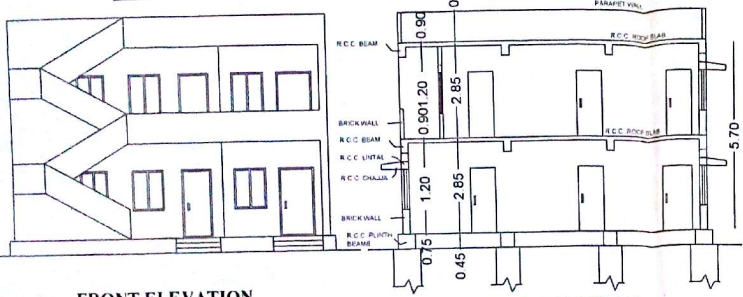 PARAPET WALL
R.C.C. ROOF SLAB
R.C.C. BEAM
0.90
1.20
2.85
0.90
BRICK WALL
R.C.C. BEAM
R.C.C. ROOF SLAB
R.C.C. LINTAL
R.C.C. CHAJJA
5.70
1.20
2.85
BRICK WALL
R.C.C. PLINTH
BEAMS
0.75
0.45
FRONT ELEVATION